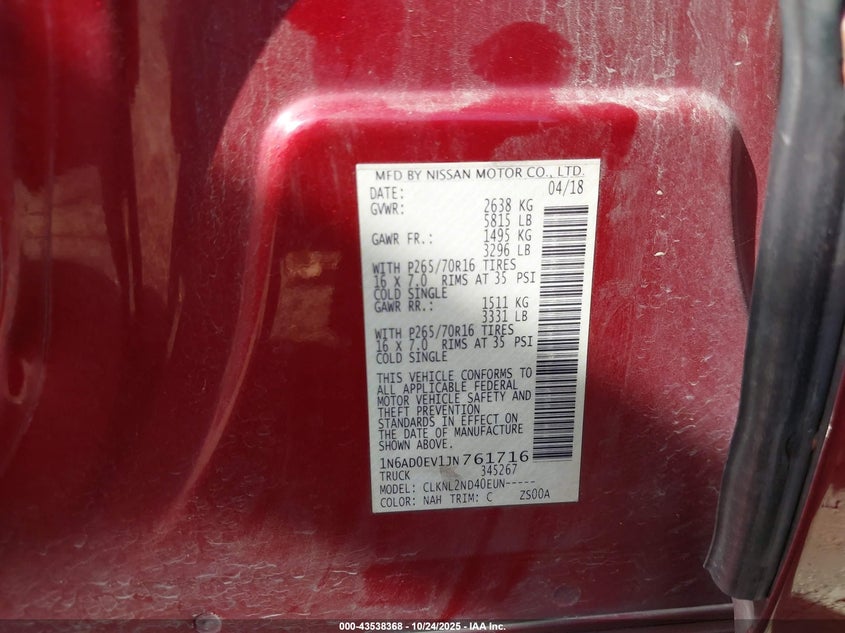 MFD BY NISSAN MOTOR CO., LTD.
DATE: 04/18
GVWR: 2638 KG
5815 LB
GAWR FR.: 1495 KG
3296 LB
WITH P265/70R16 TIRES
16 X 7.0 RIMS AT 35 PSI
COLD SINGLE
GAWR RR.: 1511 KG
3331 LB
WITH P265/70R16 TIRES
16 X 7.0 RIMS AT 35 PSI
COLD SINGLE
THIS VEHICLE CONFORMS TO
ALL APPLICABLE FEDERAL
MOTOR VEHICLE SAFETY AND
THEFT PREVENTION
STANDARDS IN EFFECT ON
THE DATE OF MANUFACTURE
SHOWN ABOVE.
1N6AD0EV1JN761716
TRUCK 345267
MODEL: CLKNL2ND40EUN-----
COLOR: NAH TRIM: C ZS00A
000-43538368 - 10/24/2025 - IAA Inc.